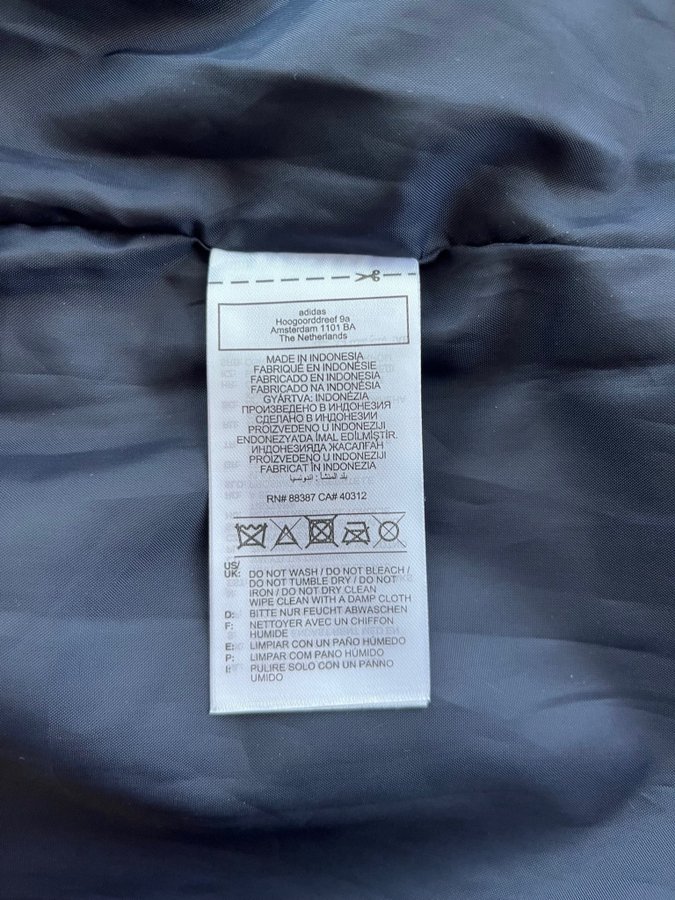 adidas
Hoogoorddreef 9a
Amsterdam 1101 BA
The Netherlands
MADE IN INDONESIA
FABRIQUÉ EN INDONÉSIE
FABRICADO EN INDONESIA
FABRICADO NA INDONÉSIA
GYÁRTVA: INDONÉZIA
ПРОИЗВЕДЕНО В ИНДОНЕЗИЯ
СДЕЛАНО В ИНДОНЕЗИИ
PROIZVEDENO U INDONEZIJI
ENDONEZYA'DA İMAL EDİLMİŞTİR.
ИНДОНЕЗИЯДА ЖАСАЛҒАН
PROIZVEDENO U INDONEZIJI
FABRICAT ÎN INDONEZIA
بلد المنشأ : اندونسيا
RN# 88387 CA# 40312
US/
UK: DO NOT WASH / DO NOT BLEACH /
DO NOT TUMBLE DRY / DO NOT
IRON / DO NOT DRY CLEAN
WIPE CLEAN WITH A DAMP CLOTH
D: BITTE NUR FEUCHT ABWASCHEN
F: NETTOYER AVEC UN CHIFFON
HUMIDE
E: LIMPIAR CON UN PAÑO HÚMEDO
P: LIMPAR COM PANO HÚMIDO
I: PULIRE SOLO CON UN PANNO
UMIDO